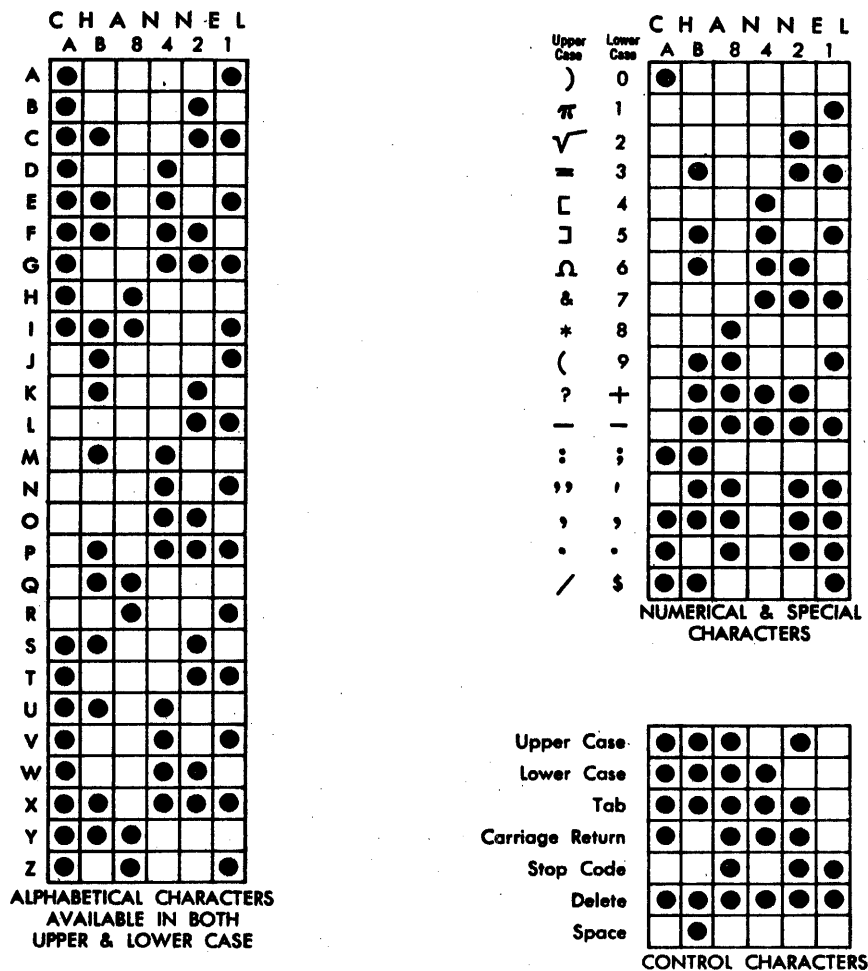 C H A N N E L
A B 8 4 2 1
A
B
C
D
E
F
G
H
I
J
K
L
M
N
O
P
Q
R
S
T
U
V
W
X
Y
Z
ALPHABETICAL CHARACTERS
AVAILABLE IN BOTH
UPPER & LOWER CASE
C H A N N E L
Upper Case Lower Case A B 8 4 2 1
) 0
π 1
√ 2
= 3
[ 4
] 5
Ω 6
& 7
* 8
( 9
? +
— –
: ;
" '
, ,
. .
/ $
NUMERICAL & SPECIAL
CHARACTERS
Upper Case
Lower Case
Tab
Carriage Return
Stop Code
Delete
Space
CONTROL CHARACTERS